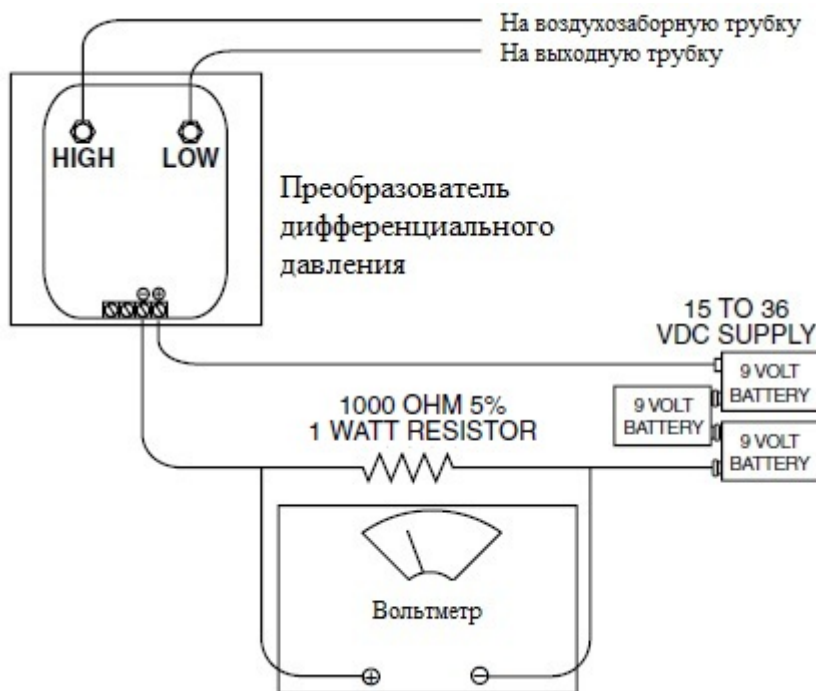 На воздухозаборную трубку
На выходную трубку
HIGH LOW
Преобразователь
дифференциального
давления
⊖ ⊕
15 TO 36
VDC SUPPLY
9 VOLT
BATTERY
9 VOLT
BATTERY
9 VOLT
BATTERY
1000 OHM 5%
1 WATT RESISTOR
Вольтметр
⊕ ⊖